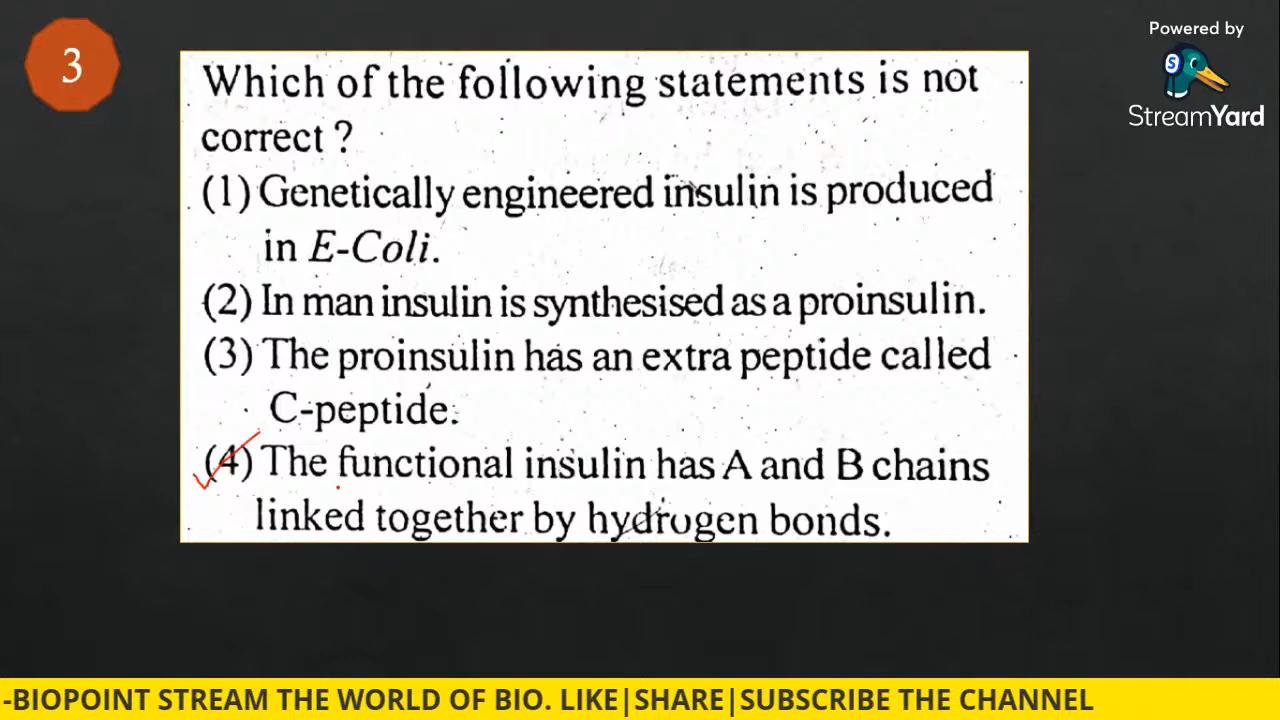 3
Powered by
S
StreamYard
Which of the following statements is not
correct ?
(1) Genetically engineered insulin is produced
in E-Coli.
(2) In man insulin is synthesised as a proinsulin.
(3) The proinsulin has an extra peptide called
C-peptide.
(4) The functional insulin has A and B chains
linked together by hydrogen bonds.
-BIOPOINT STREAM THE WORLD OF BIO. LIKE|SHARE|SUBSCRIBE THE CHANNEL